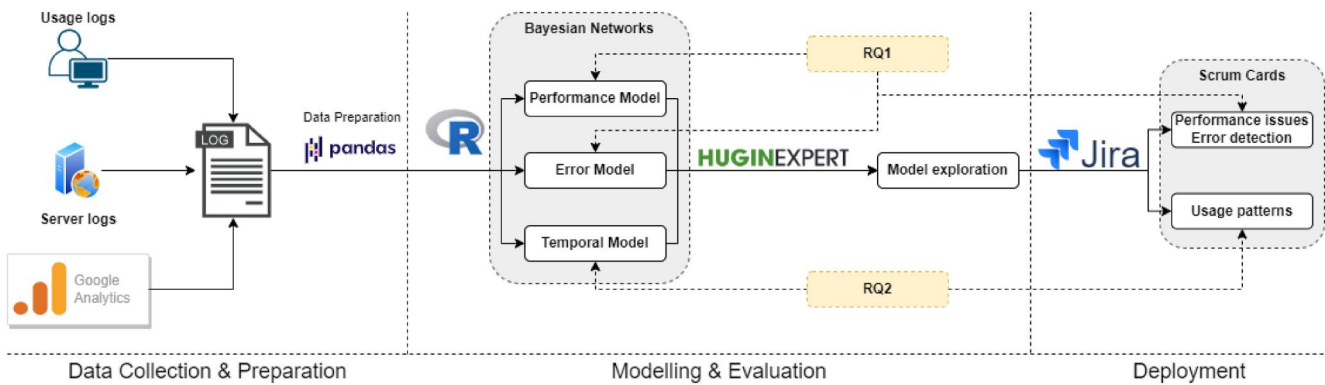 Usage logs
LOG
Server logs
Google
Analytics
Data Preparation
pandas
R
Bayesian Networks
Performance Model
Error Model
Temporal Model
RQ1
HUGINEXPERT
Model exploration
RQ2
Jira
Scrum Cards
Performance issues
Error detection
Usage patterns
Data Collection & Preparation
Modelling & Evaluation
Deployment